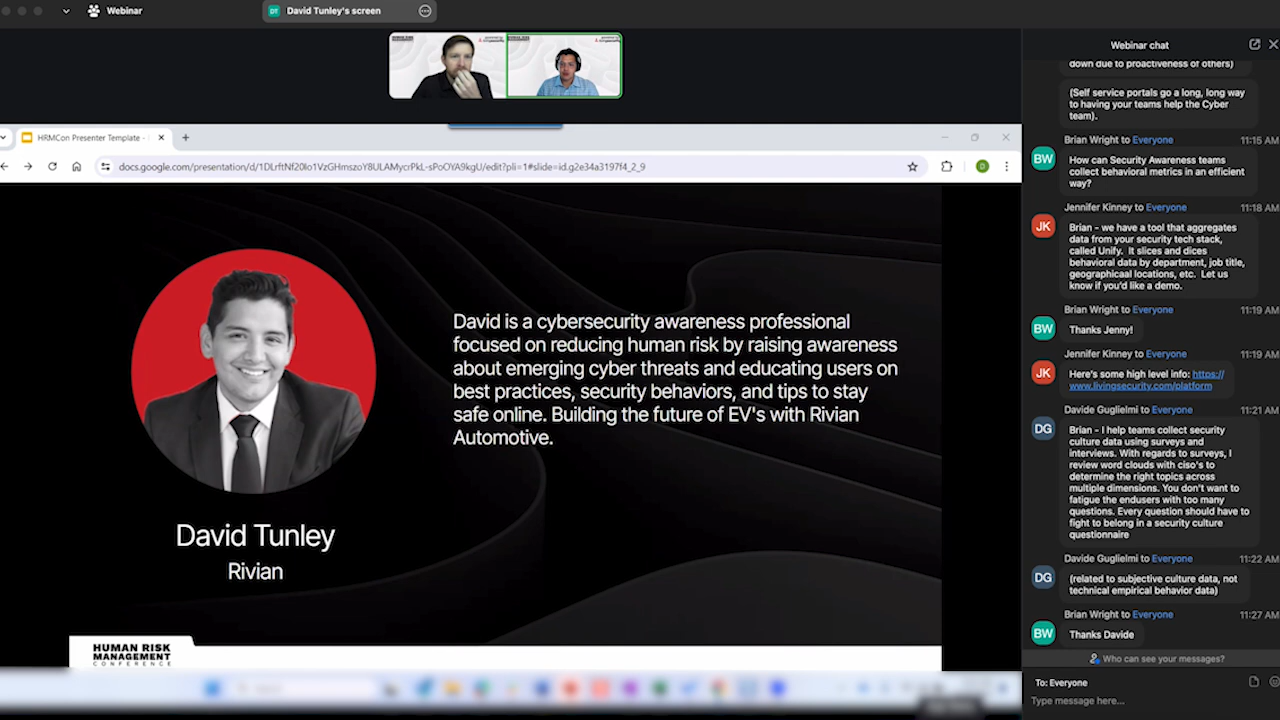 Webinar
DT David Tunley's screen
HRMCon Presenter Template -
docs.google.com/presentation/d/1DLrftNf20lo1VzGHmszoY8ULAMycrPkL-sPoOYA9kgU/edit?pli=1#slide=id.g2e34a3197f4_2_9
David is a cybersecurity awareness professional
focused on reducing human risk by raising awareness
about emerging cyber threats and educating users on
best practices, security behaviors, and tips to stay
safe online. Building the future of EV's with Rivian
Automotive.
David Tunley
Rivian
HUMAN RISK
MANAGEMENT
CONFERENCE
Webinar chat
down due to proactiveness of others)
(Self service portals go a long, long way
to having your teams help the Cyber
team).
Brian Wright to Everyone 11:15 AM
BW
How can Security Awareness teams
collect behavioral metrics in an efficient
way?
Jennifer Kinney to Everyone 11:18 AM
JK
Brian - we have a tool that aggregates
data from your security tech stack,
called Unify. It slices and dices
behavioral data by department, job title,
geographicaal locations, etc. Let us
know if you'd like a demo.
Brian Wright to Everyone 11:19 AM
BW
Thanks Jenny!
Jennifer Kinney to Everyone 11:19 AM
JK
Here's some high level info: https://
www.livingsecurity.com/platform
Davide Guglielmi to Everyone 11:21 AM
DG
Brian - I help teams collect security
culture data using surveys and
interviews. With regards to surveys, I
review word clouds with ciso's to
determine the right topics across
multiple dimensions. You don't want to
fatigue the endusers with too many
questions. Every question should have to
fight to belong in a security culture
questionnaire
Davide Guglielmi to Everyone 11:22 AM
DG
(related to subjective culture data, not
technical empirical behavior data)
Brian Wright to Everyone 11:27 AM
BW
Thanks Davide
Who can see your messages?
To: Everyone
Type message here...